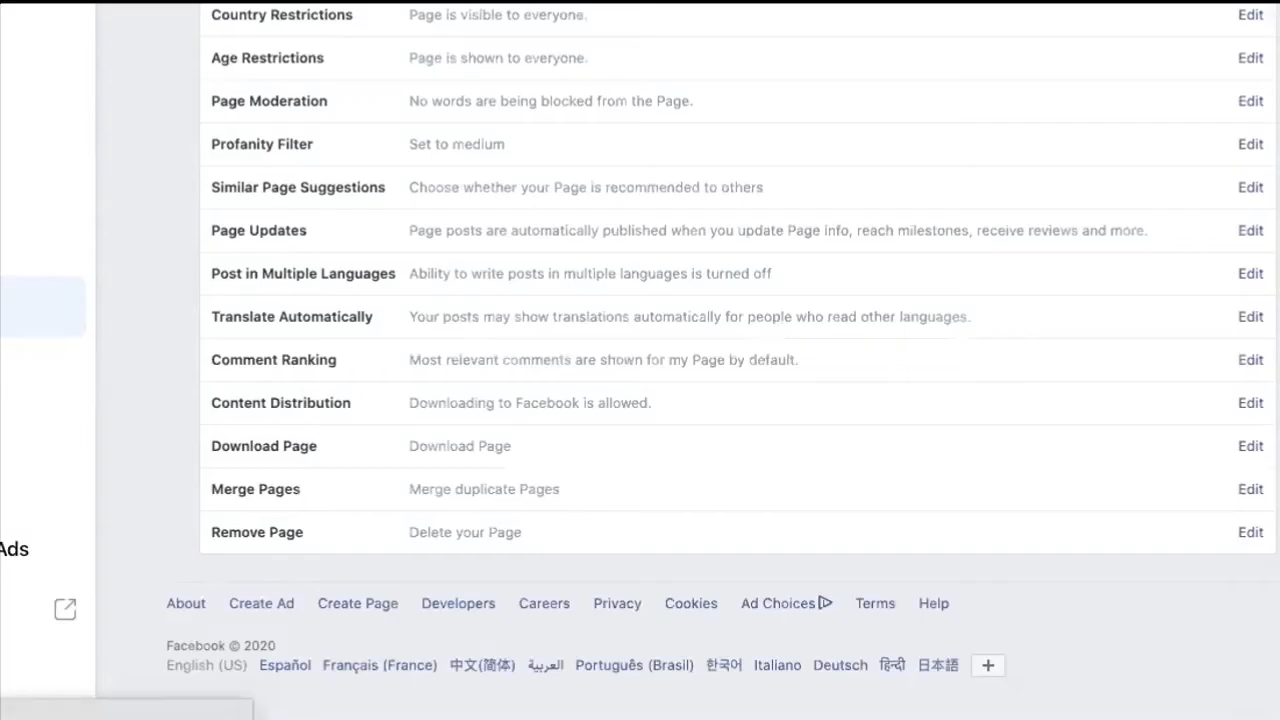 Country Restrictions Page is visible to everyone. Edit
Age Restrictions Page is shown to everyone. Edit
Page Moderation No words are being blocked from the Page. Edit
Profanity Filter Set to medium Edit
Similar Page Suggestions Choose whether your Page is recommended to others Edit
Page Updates Page posts are automatically published when you update Page info, reach milestones, receive reviews and more. Edit
Post in Multiple Languages Ability to write posts in multiple languages is turned off Edit
Translate Automatically Your posts may show translations automatically for people who read other languages. Edit
Comment Ranking Most relevant comments are shown for my Page by default. Edit
Content Distribution Downloading to Facebook is allowed. Edit
Download Page Download Page Edit
Merge Pages Merge duplicate Pages Edit
Remove Page Delete your Page Edit
Ads
About Create Ad Create Page Developers Careers Privacy Cookies Ad Choices Terms Help
Facebook © 2020
English (US) Español Français (France) 中文(简体) العربية Português (Brasil) 한국어 Italiano Deutsch हिन्दी 日本語 +